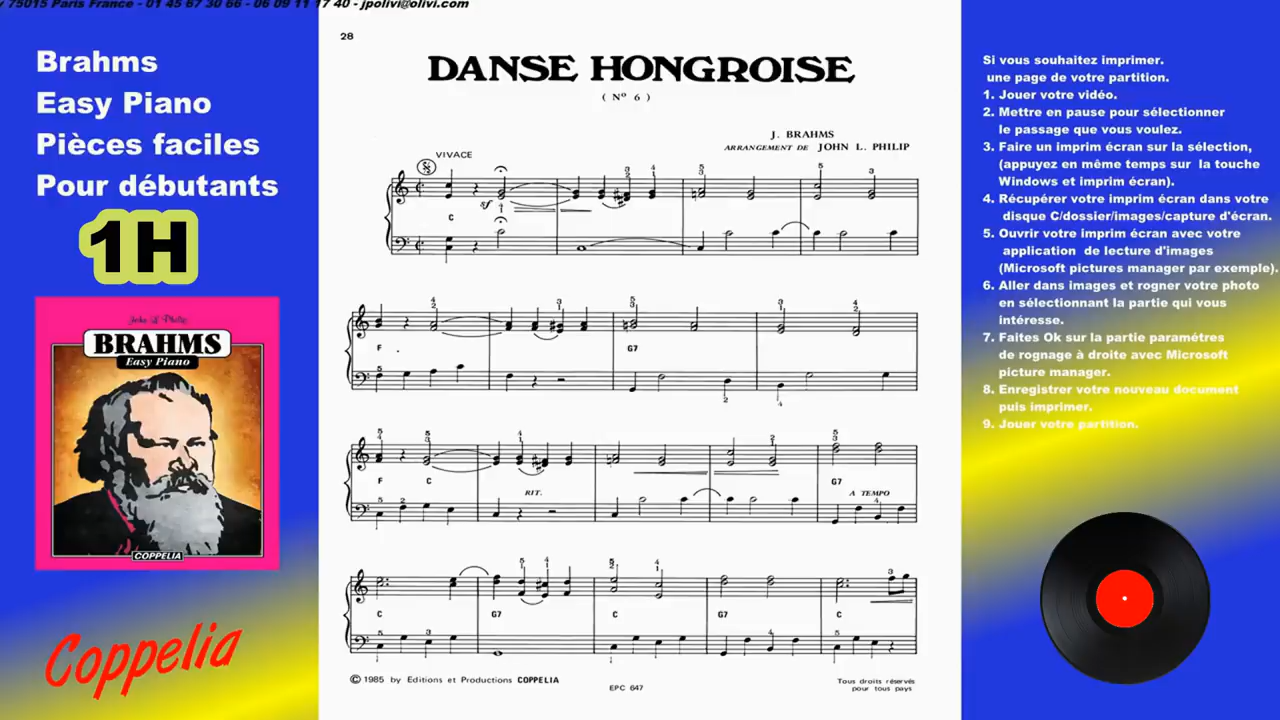 75015 Paris France - 01 45 67 30 66 - 06 09 11 17 40 - jpolivi@olivi.com
Brahms
Easy Piano
Pièces faciles
Pour débutants
1H
John L. Philip
BRAHMS
Easy Piano
COPPELIA
Coppelia
28
DANSE HONGROISE
(Nº 6)
J. BRAHMS
ARRANGEMENT DE JOHN L. PHILIP
VIVACE
sf
C
F
G7
F C
G7
RIT.
A TEMPO
C G7 C G7 C
© 1985 by Editions et Productions COPPELIA
EPC 647
Tous droits réservés
pour tous pays
Si vous souhaitez imprimer.
une page de votre partition.
1. Jouer votre vidéo.
2. Mettre en pause pour sélectionner
le passage que vous voulez.
3. Faire un imprim écran sur la sélection,
(appuyez en même temps sur la touche
Windows et imprim écran).
4. Récupérer votre imprim écran dans votre
disque C/dossier/images/capture d'écran.
5. Ouvrir votre imprim écran avec votre
application de lecture d'images
(Microsoft pictures manager par exemple).
6. Aller dans images et rogner votre photo
en sélectionnant la partie qui vous
intéresse.
7. Faites Ok sur la partie paramétres
de rognage à droite avec Microsoft
picture manager.
8. Enregistrer votre nouveau document
puis imprimer.
9. Jouer votre partition.